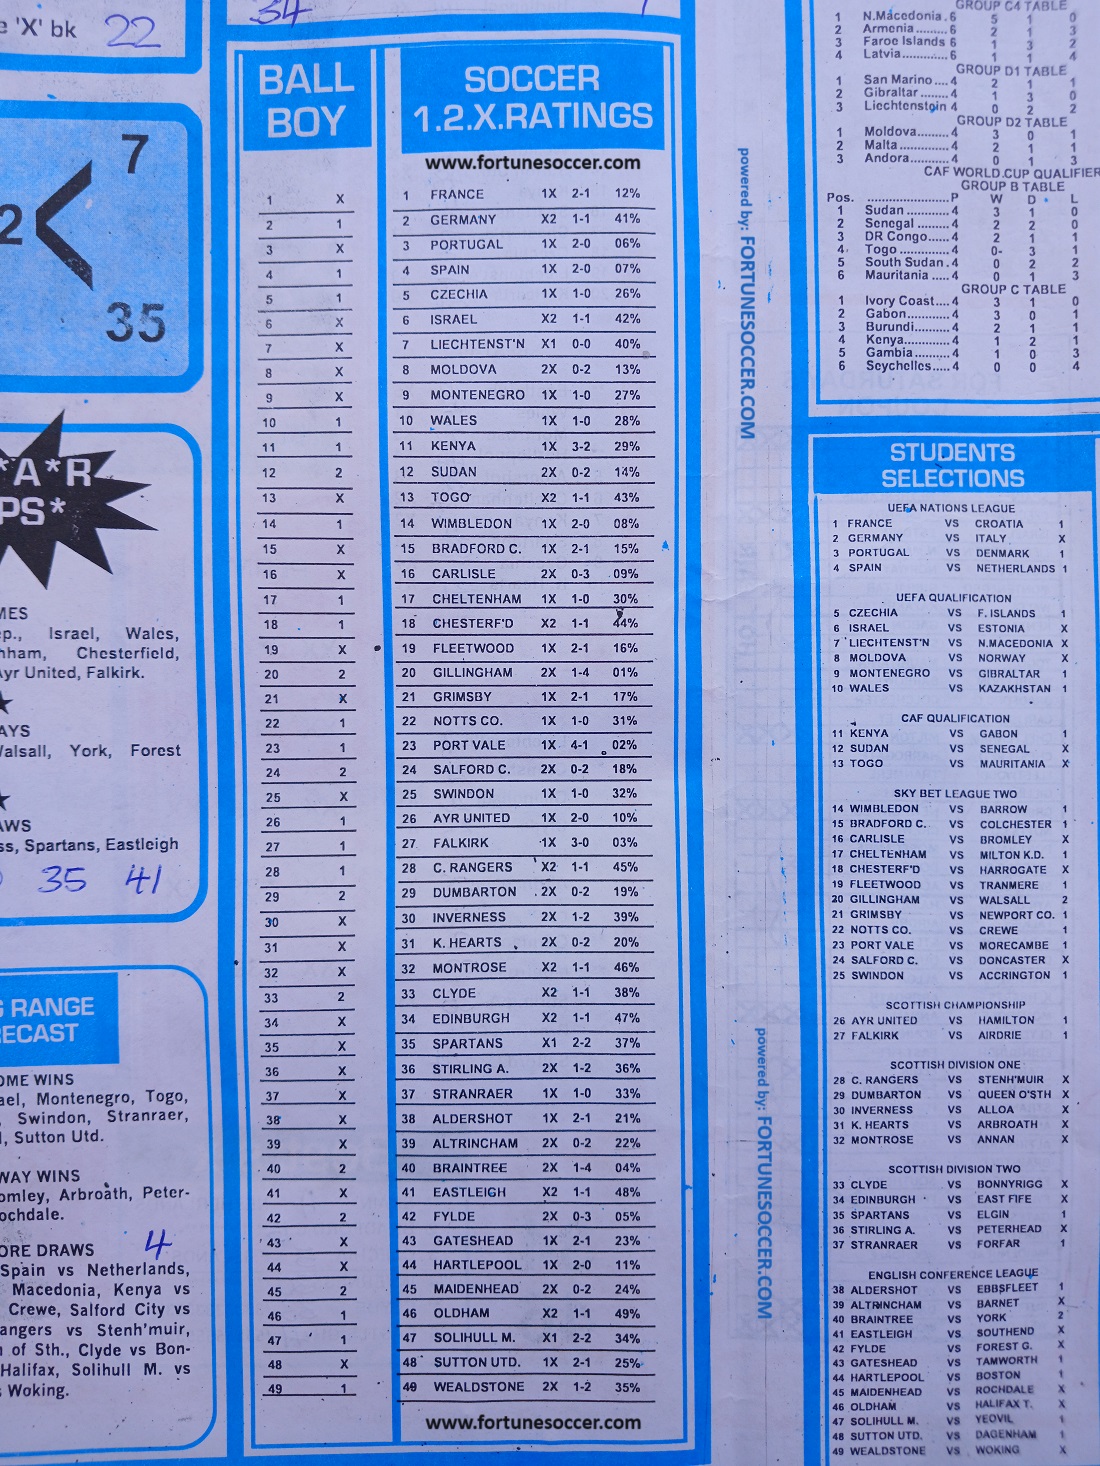 e 'X' bk 22
34
7
2
35
*A*R
PS*
MES
ep., Israel, Wales,
nham, Chesterfield,
Ayr United, Falkirk.
AYS
Walsall, York, Forest
AWS
ss, Spartans, Eastleigh
35 41
G RANGE
ECAST
OME WINS
ael, Montenegro, Togo,
, Swindon, Stranraer,
l, Sutton Utd.
WAY WINS
omley, Arbroath, Peter-
ochdale.
ORE DRAWS 4
Spain vs Netherlands,
Macedonia, Kenya vs
Crewe, Salford City vs
angers vs Stenh'muir,
n of Sth., Clyde vs Bon-
Halifax, Solihull M. vs
s Woking.
BALL
BOY
1 X
2 1
3 X
4 1
5 1
6 X
7 X
8 X
9 X
10 1
11 1
12 2
13 X
14 1
15 X
16 X
17 1
18 1
19 X
20 2
21 X
22 1
23 1
24 2
25 X
26 1
27 1
28 1
29 2
30 X
31 X
32 X
33 2
34 X
35 X
36 X
37 X
38 X
39 X
40 2
41 X
42 2
43 X
44 X
45 2
46 1
47 1
48 X
49 1
SOCCER
1.2.X.RATINGS
www.fortunesoccer.com
1 FRANCE 1X 2-1 12%
2 GERMANY X2 1-1 41%
3 PORTUGAL 1X 2-0 06%
4 SPAIN 1X 2-0 07%
5 CZECHIA 1X 1-0 26%
6 ISRAEL X2 1-1 42%
7 LIECHTENST'N X1 0-0 40%
8 MOLDOVA 2X 0-2 13%
9 MONTENEGRO 1X 1-0 27%
10 WALES 1X 1-0 28%
11 KENYA 1X 3-2 29%
12 SUDAN 2X 0-2 14%
13 TOGO X2 1-1 43%
14 WIMBLEDON 1X 2-0 08%
15 BRADFORD C. 1X 2-1 15%
16 CARLISLE 2X 0-3 09%
17 CHELTENHAM 1X 1-0 30%
18 CHESTERF'D X2 1-1 44%
19 FLEETWOOD 1X 2-1 16%
20 GILLINGHAM 2X 1-4 01%
21 GRIMSBY 1X 2-1 17%
22 NOTTS CO. 1X 1-0 31%
23 PORT VALE 1X 4-1 02%
24 SALFORD C. 2X 0-2 18%
25 SWINDON 1X 1-0 32%
26 AYR UNITED 1X 2-0 10%
27 FALKIRK 1X 3-0 03%
28 C. RANGERS X2 1-1 45%
29 DUMBARTON 2X 0-2 19%
30 INVERNESS 2X 1-2 39%
31 K. HEARTS 2X 0-2 20%
32 MONTROSE X2 1-1 46%
33 CLYDE X2 1-1 38%
34 EDINBURGH X2 1-1 47%
35 SPARTANS X1 2-2 37%
36 STIRLING A. 2X 1-2 36%
37 STRANRAER 1X 1-0 33%
38 ALDERSHOT 1X 2-1 21%
39 ALTRINCHAM 2X 0-2 22%
40 BRAINTREE 2X 1-4 04%
41 EASTLEIGH X2 1-1 48%
42 FYLDE 2X 0-3 05%
43 GATESHEAD 1X 2-1 23%
44 HARTLEPOOL 1X 2-0 11%
45 MAIDENHEAD 2X 0-2 24%
46 OLDHAM X2 1-1 49%
47 SOLIHULL M. X1 2-2 34%
48 SUTTON UTD. 1X 2-1 25%
49 WEALDSTONE 2X 1-2 35%
www.fortunesoccer.com
powered by: FORTUNESOCCER.COM
powered by: FORTUNESOCCER.COM
GROUP C4 TABLE
1 N.Macedonia. 6 5 1 0
2 Armenia......... 6 2 1 3
3 Faroe Islands 6 1 3 2
4 Latvia.............. 6 1 1 4
GROUP D1 TABLE
1 San Marino.... 4 2 1 1
2 Gibraltar ........ 4 1 3 0
3 Liechtenstein 4 0 2 2
GROUP D2 TABLE
1 Moldova......... 4 3 0 1
2 Malta .............. 4 2 1 1
3 Andora........... 4 0 1 3
CAF WORLD.CUP QUALIFIER
GROUP B TABLE
Pos. ...................... P W D L
1 Sudan ............ 4 3 1 0
2 Senegal ......... 4 2 2 0
3 DR Congo...... 4 2 1 1
4 Togo............... 4 0- 3 1
5 South Sudan . 4 0 2 2
6 Mauritania ..... 4 0 1 3
GROUP C TABLE
1 Ivory Coast.... 4 3 1 0
2 Gabon............ 4 3 0 1
3 Burundi.......... 4 2 1 1
4 Kenya............. 4 1 2 1
5 Gambia .......... 4 1 0 3
6 Seychelles..... 4 0 0 4
STUDENTS
SELECTIONS
UEFA NATIONS LEAGUE
1 FRANCE VS CROATIA 1
2 GERMANY VS ITALY X
3 PORTUGAL VS DENMARK 1
4 SPAIN VS NETHERLANDS 1
UEFA QUALIFICATION
5 CZECHIA VS F. ISLANDS 1
6 ISRAEL VS ESTONIA X
7 LIECHTENST'N VS N.MACEDONIA X
8 MOLDOVA VS NORWAY X
9 MONTENEGRO VS GIBRALTAR 1
10 WALES VS KAZAKHSTAN 1
CAF QUALIFICATION
11 KENYA VS GABON 1
12 SUDAN VS SENEGAL X
13 TOGO VS MAURITANIA X
SKY BET LEAGUE TWO
14 WIMBLEDON VS BARROW 1
15 BRADFORD C. VS COLCHESTER 1
16 CARLISLE VS BROMLEY X
17 CHELTENHAM VS MILTON K.D. 1
18 CHESTERF'D VS HARROGATE X
19 FLEETWOOD VS TRANMERE 1
20 GILLINGHAM VS WALSALL 2
21 GRIMSBY VS NEWPORT CO. 1
22 NOTTS CO. VS CREWE 1
23 PORT VALE VS MORECAMBE 1
24 SALFORD C. VS DONCASTER X
25 SWINDON VS ACCRINGTON 1
SCOTTISH CHAMPIONSHIP
26 AYR UNITED VS HAMILTON 1
27 FALKIRK VS AIRDRIE 1
SCOTTISH DIVISION ONE
28 C. RANGERS VS STENH'MUIR X
29 DUMBARTON VS QUEEN O'STH X
30 INVERNESS VS ALLOA X
31 K. HEARTS VS ARBROATH X
32 MONTROSE VS ANNAN X
SCOTTISH DIVISION TWO
33 CLYDE VS BONNYRIGG X
34 EDINBURGH VS EAST FIFE X
35 SPARTANS VS ELGIN 1
36 STIRLING A. VS PETERHEAD X
37 STRANRAER VS FORFAR 1
ENGLISH CONFERENCE LEAGUE
38 ALDERSHOT VS EBBSFLEET 1
39 ALTRINCHAM VS BARNET X
40 BRAINTREE VS YORK 2
41 EASTLEIGH VS SOUTHEND X
42 FYLDE VS FOREST G. X
43 GATESHEAD VS TAMWORTH 1
44 HARTLEPOOL VS BOSTON 1
45 MAIDENHEAD VS ROCHDALE X
46 OLDHAM VS HALIFAX T. X
47 SOLIHULL M. VS YEOVIL 1
48 SUTTON UTD. VS DAGENHAM 1
49 WEALDSTONE VS WOKING X